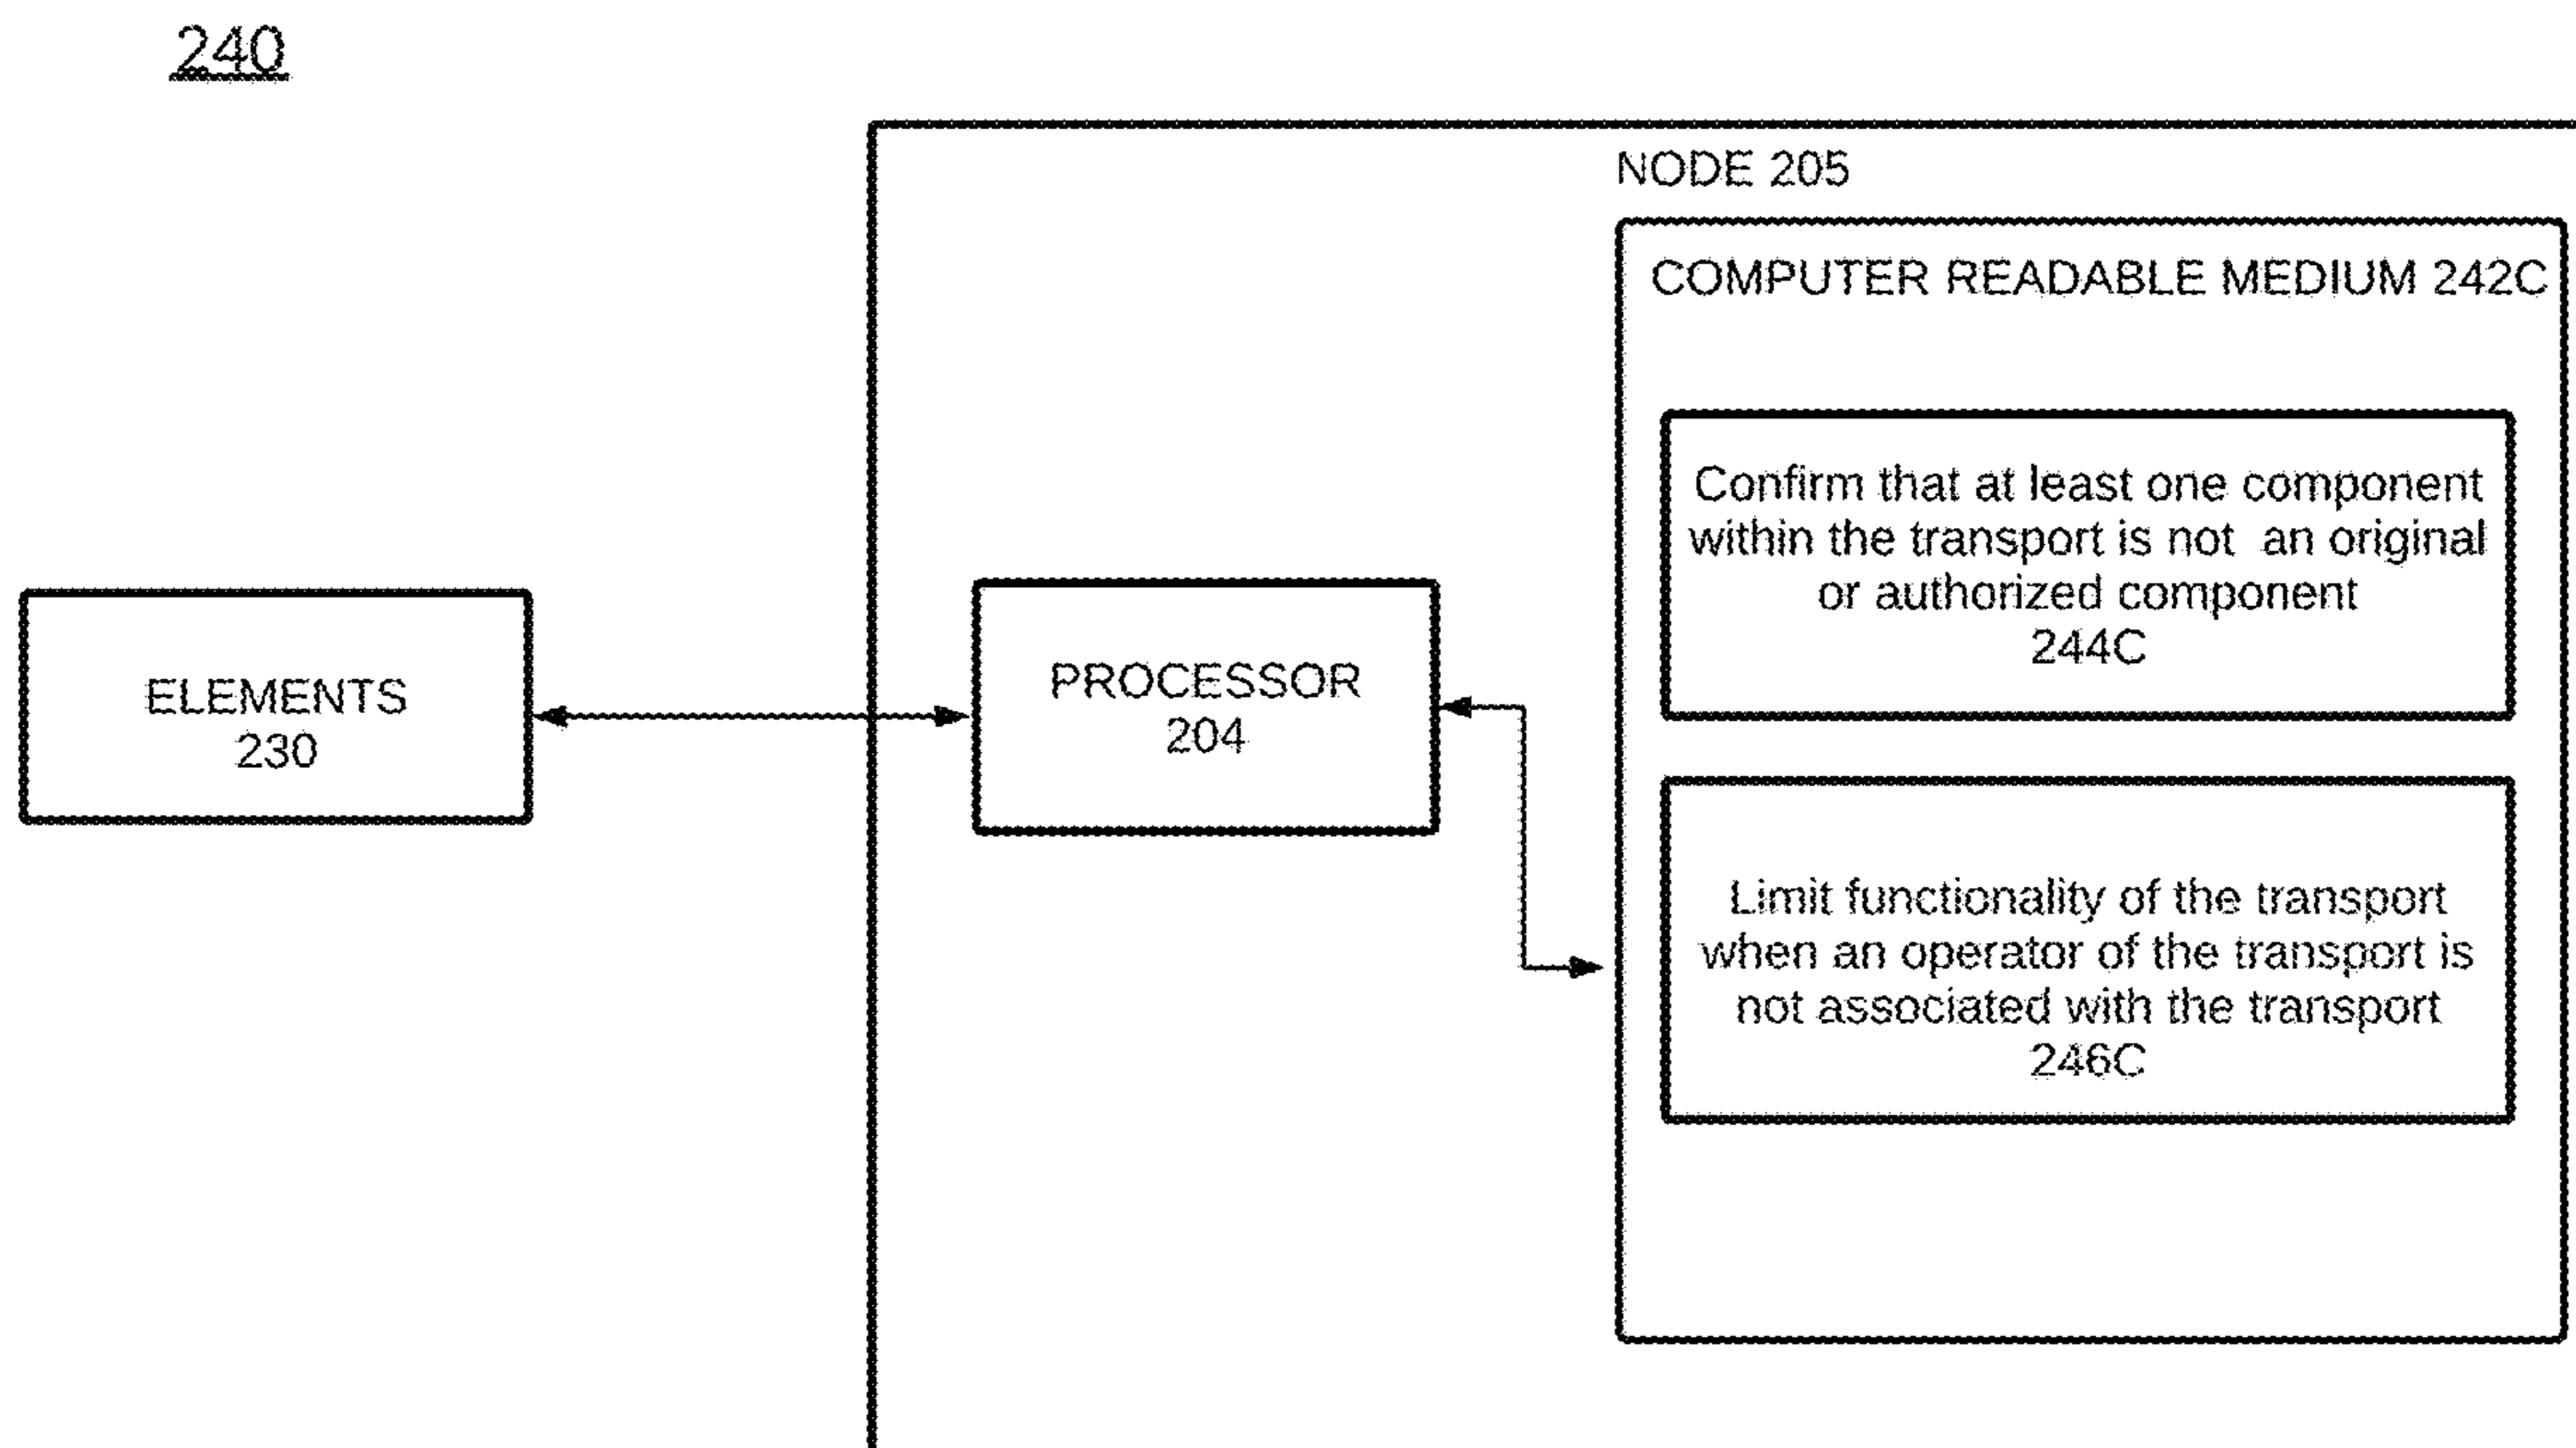 240
NODE 205
COMPUTER READABLE MEDIUM 242C
Confirm that at least one component
within the transport is not an original
or authorized component
244C
ELEMENTS
230
PROCESSOR
204
Limit functionality of the transport
when an operator of the transport is
not associated with the transport
246C